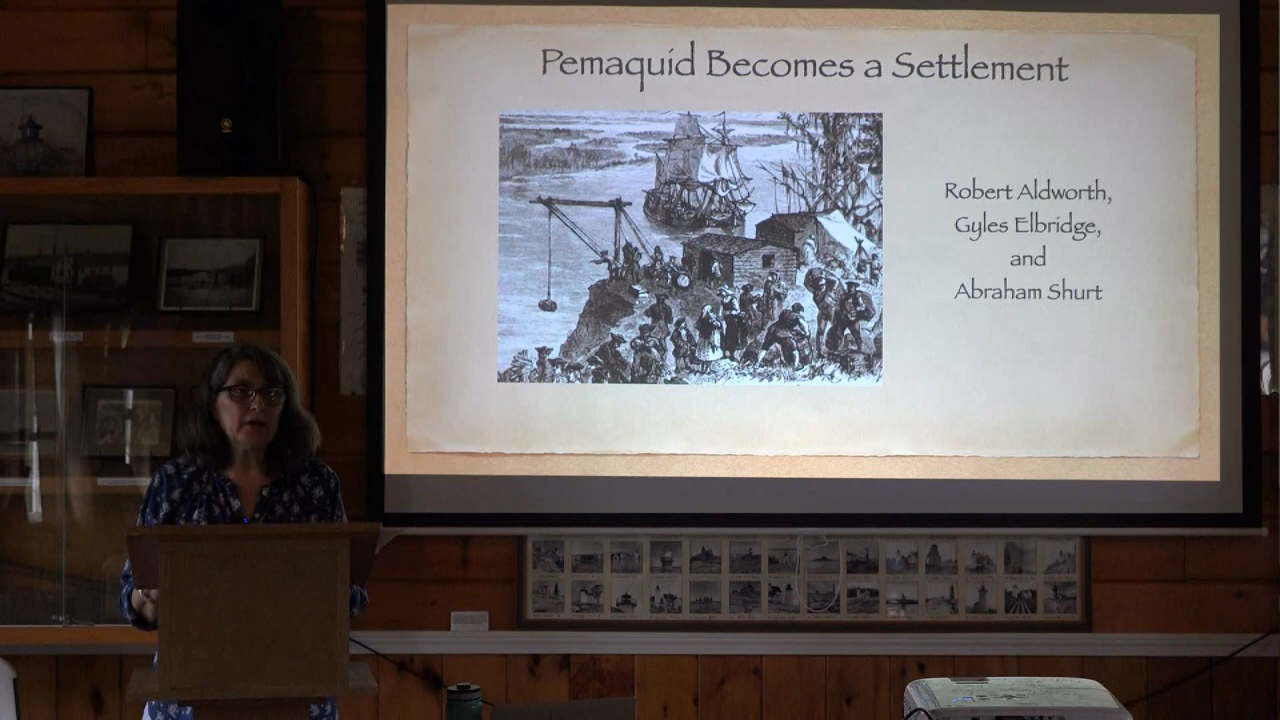 Pemaquid Becomes a Settlement
Robert Aldworth,
Gyles Elbridge,
and
Abraham Shurt